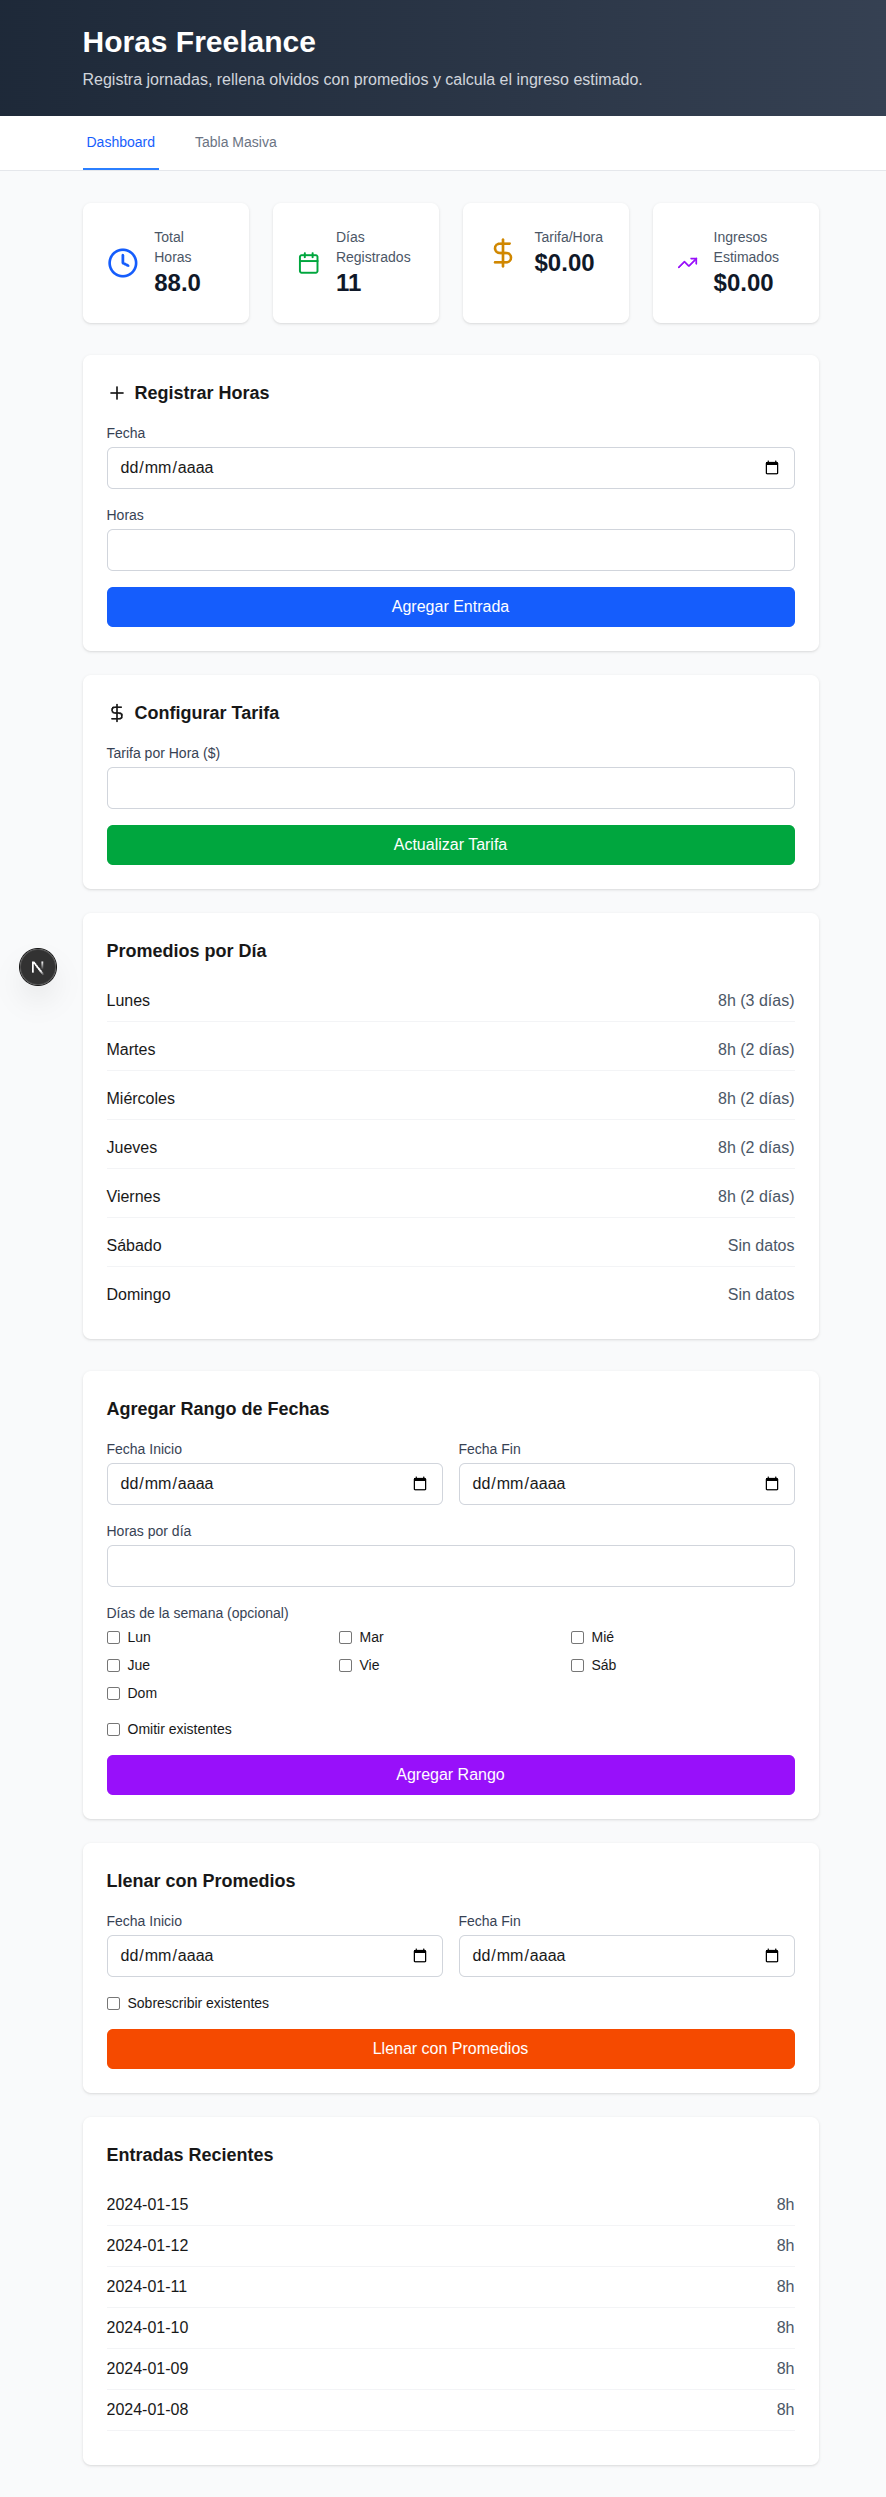 Horas Freelance
Registra jornadas, rellena olvidos con promedios y calcula el ingreso estimado.
Dashboard
Tabla Masiva
Total
Horas
88.0
Días
Registrados
11
Tarifa/Hora
$0.00
Ingresos
Estimados
$0.00
Registrar Horas
Fecha
dd/mm/aaaa
Horas
Agregar Entrada
Configurar Tarifa
Tarifa por Hora ($)
Actualizar Tarifa
Promedios por Día
Lunes 8h (3 días)
Martes 8h (2 días)
Miércoles 8h (2 días)
Jueves 8h (2 días)
Viernes 8h (2 días)
Sábado Sin datos
Domingo Sin datos
N
Agregar Rango de Fechas
Fecha Inicio Fecha Fin
dd/mm/aaaa dd/mm/aaaa
Horas por día
Días de la semana (opcional)
Lun Mar Mié
Jue Vie Sáb
Dom
Omitir existentes
Agregar Rango
Llenar con Promedios
Fecha Inicio Fecha Fin
dd/mm/aaaa dd/mm/aaaa
Sobrescribir existentes
Llenar con Promedios
Entradas Recientes
2024-01-15 8h
2024-01-12 8h
2024-01-11 8h
2024-01-10 8h
2024-01-09 8h
2024-01-08 8h